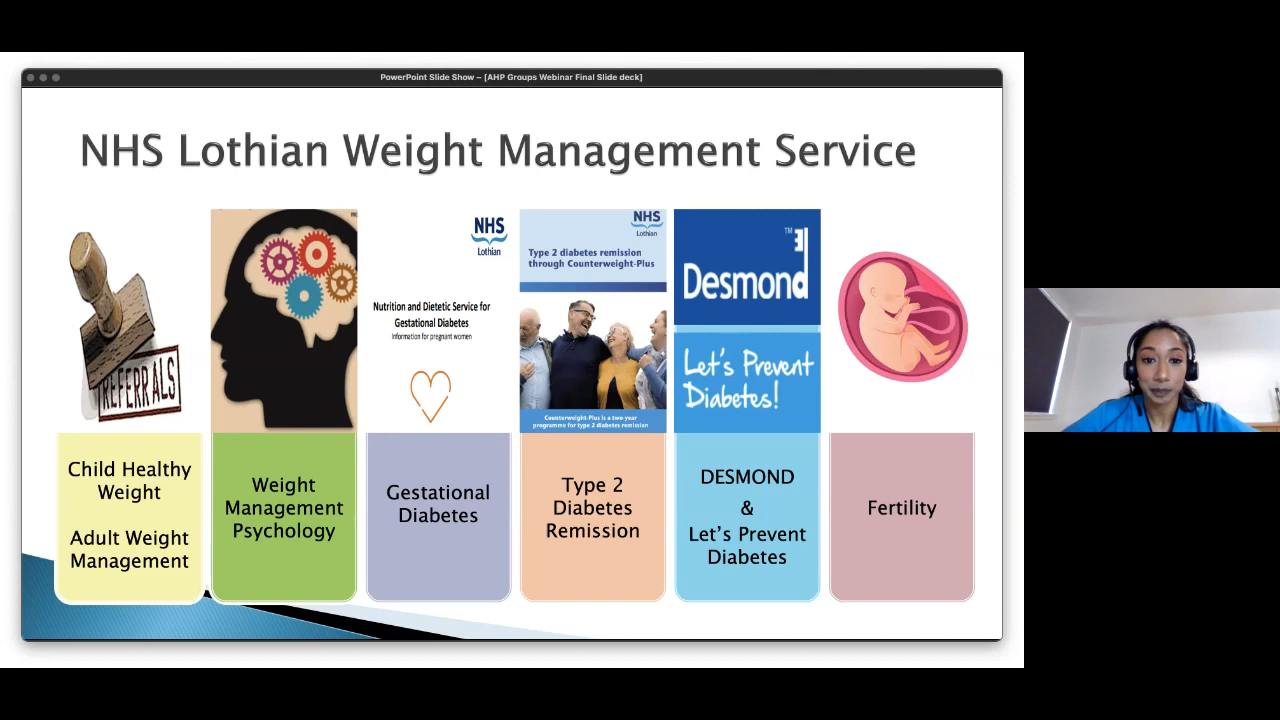 PowerPoint Slide Show – [AHP Groups Webinar Final Slide deck]
NHS Lothian Weight Management Service
REFERRALS
NHS
Lothian
Nutrition and Dietetic Service for
Gestational Diabetes
Information for pregnant women
NHS
Lothian
Type 2 diabetes remission
through Counterweight-Plus
Counterweight-Plus is a two year
programme for type 2 diabetes remission
TM
Desmond
Let's Prevent
Diabetes!
Child Healthy
Weight
Adult Weight
Management
Weight
Management
Psychology
Gestational
Diabetes
Type 2
Diabetes
Remission
DESMOND
&
Let’s Prevent
Diabetes
Fertility